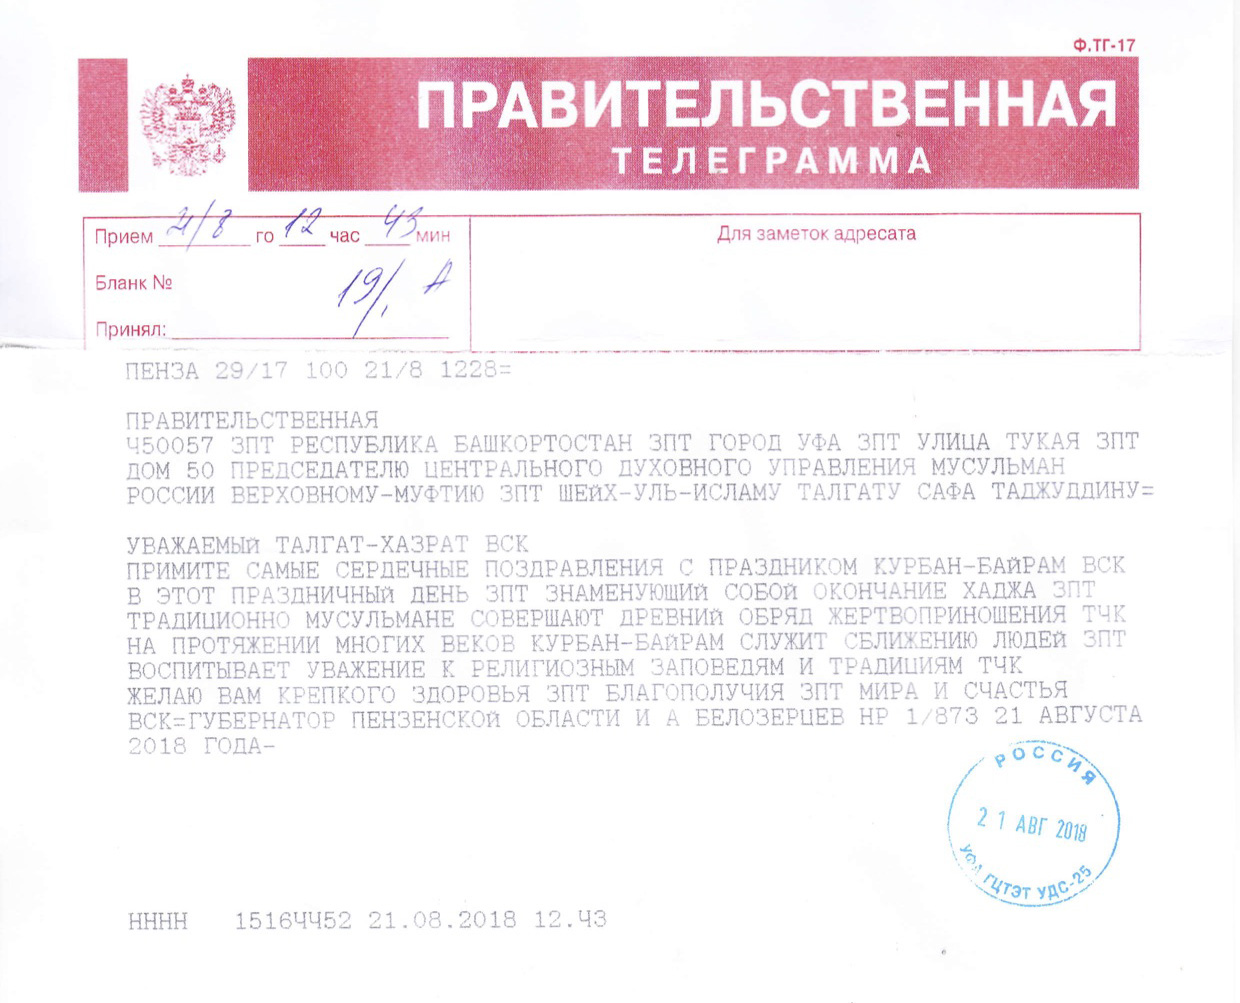 Ф.ТГ-17
ПРАВИТЕЛЬСТВЕННАЯ
ТЕЛЕГРАММА
Прием 21/8 го 12 час 43 мин
Для заметок адресата
Бланк №
19/
Принял:
ПЕНЗА 29/17 100 21/8 1228=
ПРАВИТЕЛЬСТВЕННАЯ
Ч50057 ЗПТ РЕСПУБЛИКА БАШКОРТОСТАН ЗПТ ГОРОД УФА ЗПТ УЛИЦА ТУКАЯ ЗПТ
ДОМ 50 ПРЕДСЕДАТЕЛЮ ЦЕНТРАЛЬНОГО ДУХОВНОГО УПРАВЛЕНИЯ МУСУЛЬМАН
РОССИИ ВЕРХОВНОМУ-МУФТИЮ ЗПТ ШЕЙХ-УЛЬ-ИСЛАМУ ТАЛГАТУ САФА ТАДЖУДДИНУ=
УВАЖАЕМЫЙ ТАЛГАТ-ХАЗРАТ ВСК
ПРИМИТЕ САМЫЕ СЕРДЕЧНЫЕ ПОЗДРАВЛЕНИЯ С ПРАЗДНИКОМ КУРБАН-БАЙРАМ ВСК
В ЭТОТ ПРАЗДНИЧНЫЙ ДЕНЬ ЗПТ ЗНАМЕНУЮЩИЙ СОБОЙ ОКОНЧАНИЕ ХАДЖА ЗПТ
ТРАДИЦИОННО МУСУЛЬМАНЕ СОВЕРШАЮТ ДРЕВНИЙ ОБРЯД ЖЕРТВОПРИНОШЕНИЯ ТЧК
НА ПРОТЯЖЕНИИ МНОГИХ ВЕКОВ КУРБАН-БАЙРАМ СЛУЖИТ СБЛИЖЕНИЮ ЛЮДЕЙ ЗПТ
ВОСПИТЫВАЕТ УВАЖЕНИЕ К РЕЛИГИОЗНЫМ ЗАПОВЕДЯМ И ТРАДИЦИЯМ ТЧК
ЖЕЛАЮ ВАМ КРЕПКОГО ЗДОРОВЬЯ ЗПТ БЛАГОПОЛУЧИЯ ЗПТ МИРА И СЧАСТЬЯ
ВСК=ГУБЕРНАТОР ПЕНЗЕНСКОЙ ОБЛАСТИ И А БЕЛОЗЕРЦЕВ НР 1/873 21 АВГУСТА
2018 ГОДА-
РОССИЯ
21 АВГ 2018
УФА ГЦТЭТ УДС-25
НННН 1516ЧЧ52 21.08.2018 12.Ч3